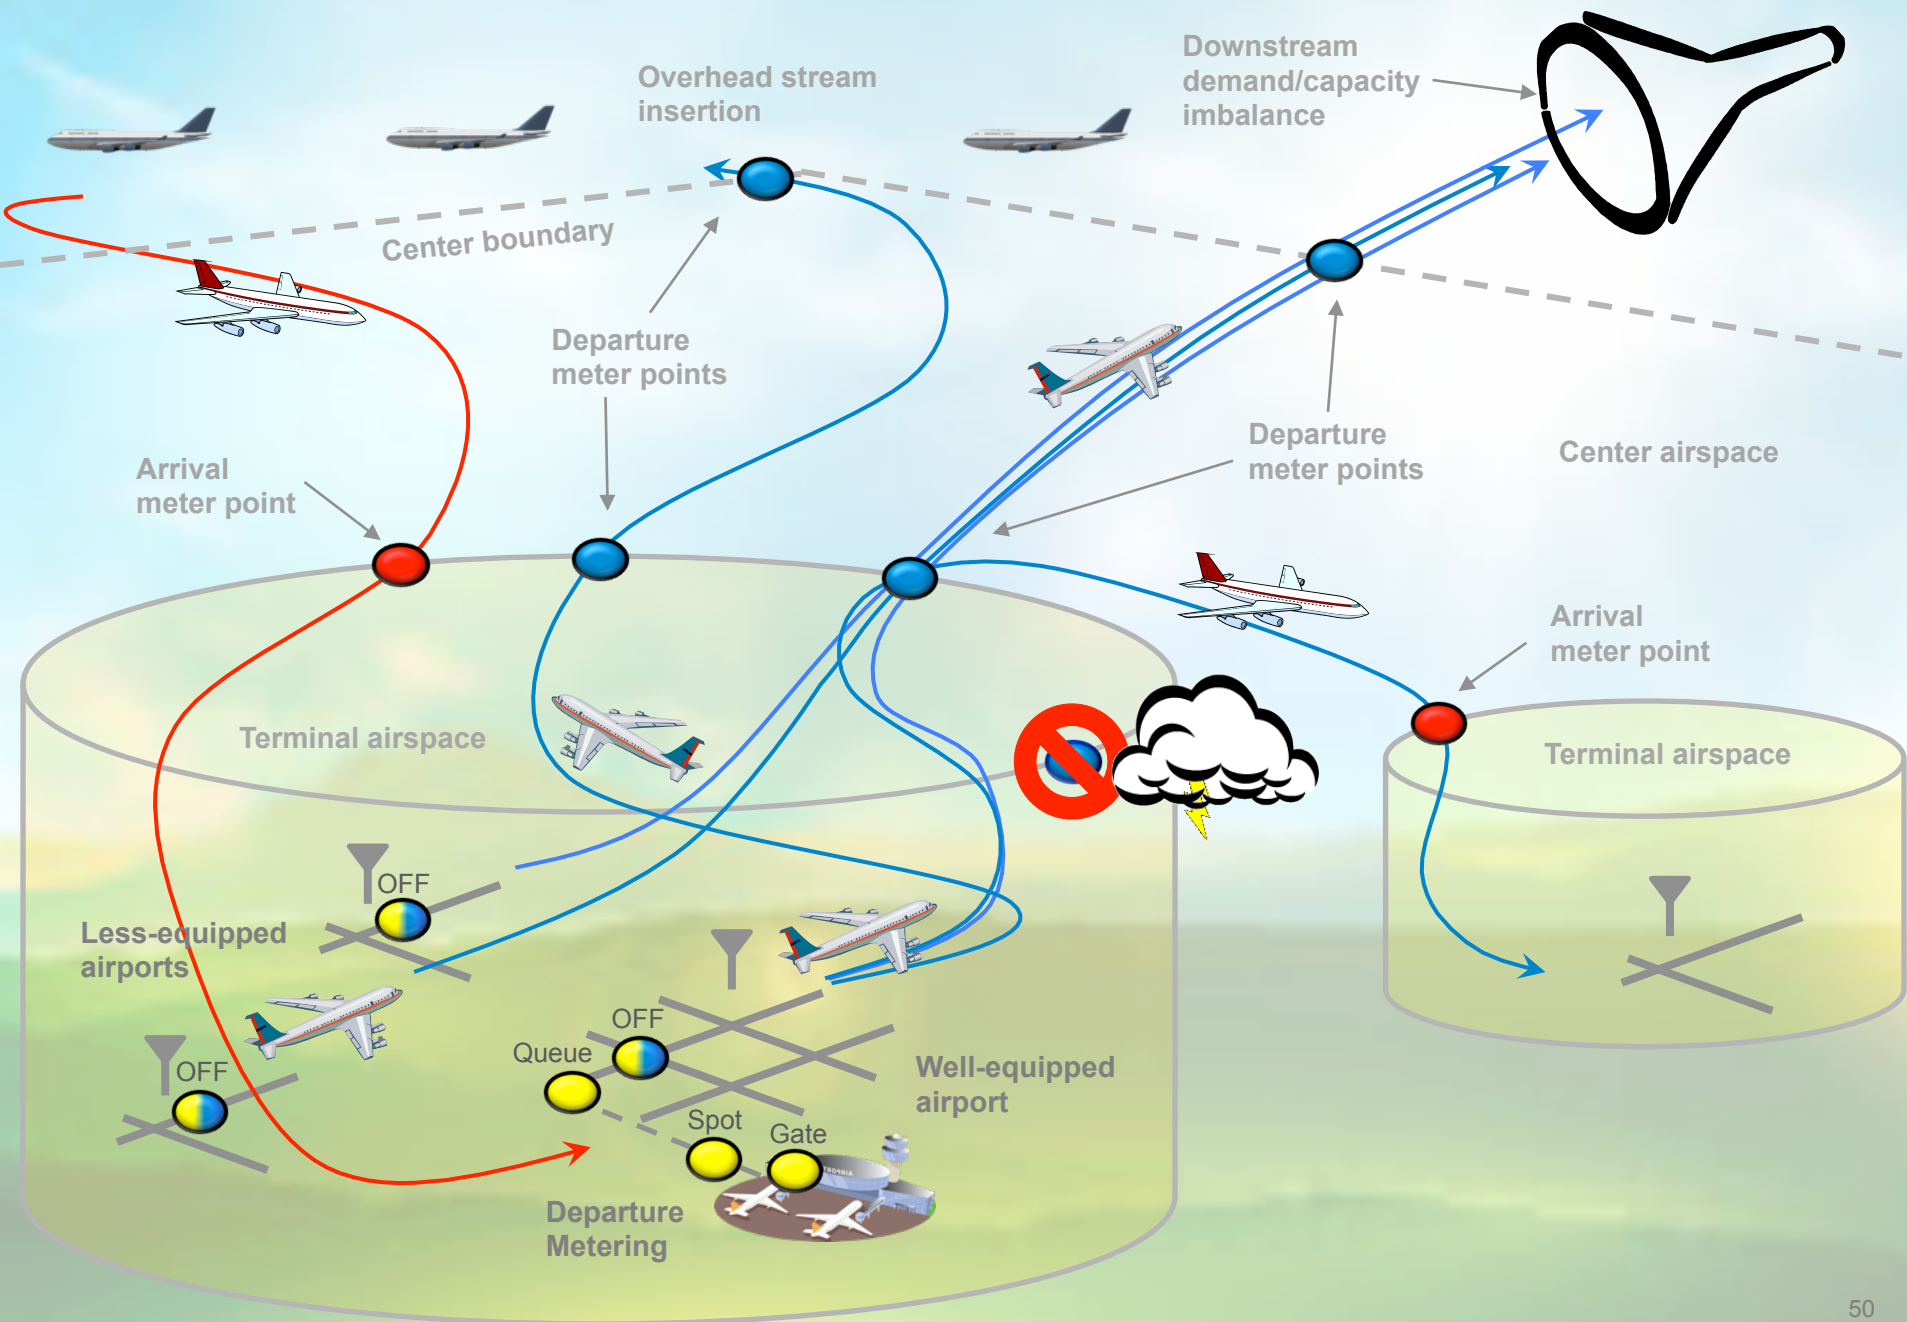 Overhead stream
insertion
Downstream
demand/capacity
imbalance
Center boundary
Departure
meter points
Departure
meter points
Center airspace
Arrival
meter point
Arrival
meter point
Terminal airspace
Terminal airspace
OFF
Less-equipped
airports
OFF
Queue
OFF
Well-equipped
airport
Spot
Gate
AIRPORT
Departure
Metering
50